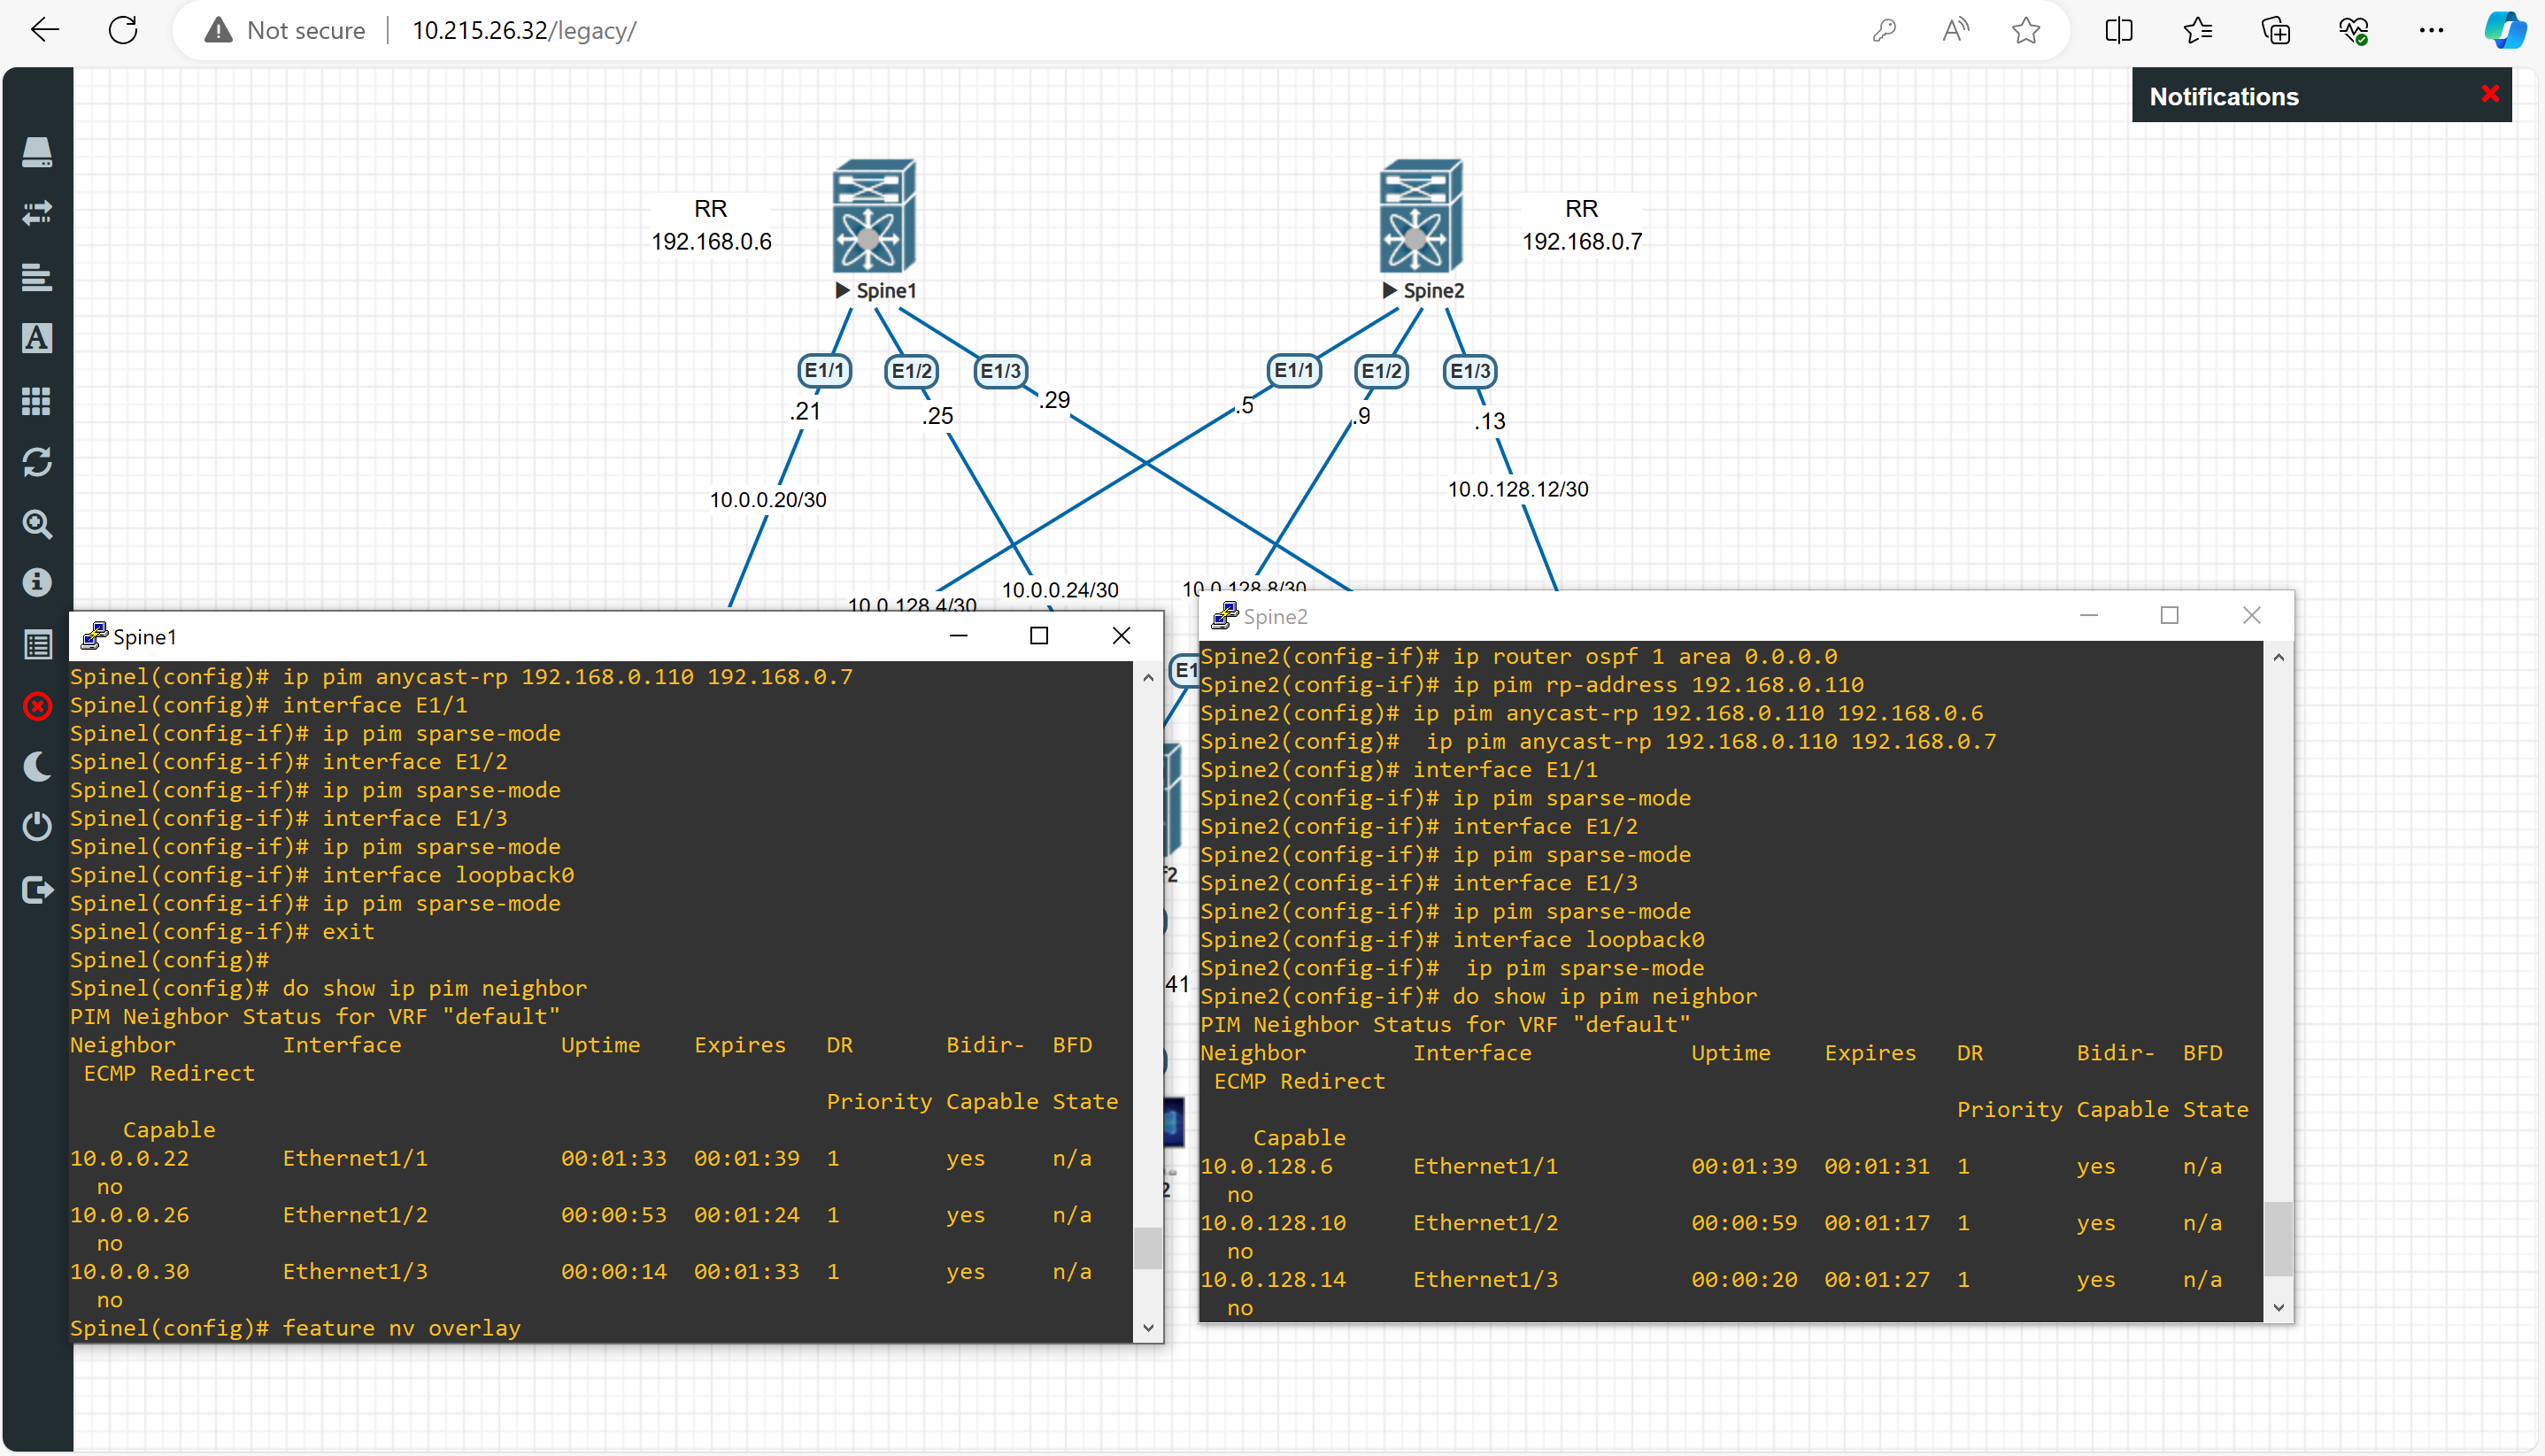 Not secure | 10.215.26.32/legacy/
Notifications
RR
192.168.0.6
Spine1
RR
192.168.0.7
Spine2
E1/1
E1/2
E1/3
E1/1
E1/2
E1/3
.21
.25
.29
.5
.9
.13
10.0.0.20/30
10.0.128.12/30
10.0.128.4/30
10.0.0.24/30
10.0.128.8/30
Spine1
Spine1(config)# ip pim anycast-rp 192.168.0.110 192.168.0.7
Spine1(config)# interface E1/1
Spine1(config-if)# ip pim sparse-mode
Spine1(config-if)# interface E1/2
Spine1(config-if)# ip pim sparse-mode
Spine1(config-if)# interface E1/3
Spine1(config-if)# ip pim sparse-mode
Spine1(config-if)# interface loopback0
Spine1(config-if)# ip pim sparse-mode
Spine1(config-if)# exit
Spine1(config)#
Spine1(config)# do show ip pim neighbor
PIM Neighbor Status for VRF "default"
Neighbor        Interface            Uptime    Expires   DR       Bidir-  BFD
 ECMP Redirect
                                                         Priority Capable State
    Capable
10.0.0.22       Ethernet1/1          00:01:33  00:01:39  1        yes     n/a
  no
10.0.0.26       Ethernet1/2          00:00:53  00:01:24  1        yes     n/a
  no
10.0.0.30       Ethernet1/3          00:00:14  00:01:33  1        yes     n/a
  no
Spine1(config)# feature nv overlay
E1
f2
41
2
Spine2
Spine2(config-if)# ip router ospf 1 area 0.0.0.0
Spine2(config-if)# ip pim rp-address 192.168.0.110
Spine2(config)# ip pim anycast-rp 192.168.0.110 192.168.0.6
Spine2(config)#  ip pim anycast-rp 192.168.0.110 192.168.0.7
Spine2(config)# interface E1/1
Spine2(config-if)# ip pim sparse-mode
Spine2(config-if)# interface E1/2
Spine2(config-if)# ip pim sparse-mode
Spine2(config-if)# interface E1/3
Spine2(config-if)# ip pim sparse-mode
Spine2(config-if)# interface loopback0
Spine2(config-if)#  ip pim sparse-mode
Spine2(config-if)# do show ip pim neighbor
PIM Neighbor Status for VRF "default"
Neighbor        Interface            Uptime    Expires   DR       Bidir-  BFD
 ECMP Redirect
                                                         Priority Capable State
    Capable
10.0.128.6      Ethernet1/1          00:01:39  00:01:31  1        yes     n/a
  no
10.0.128.10     Ethernet1/2          00:00:59  00:01:17  1        yes     n/a
  no
10.0.128.14     Ethernet1/3          00:00:20  00:01:27  1        yes     n/a
  no